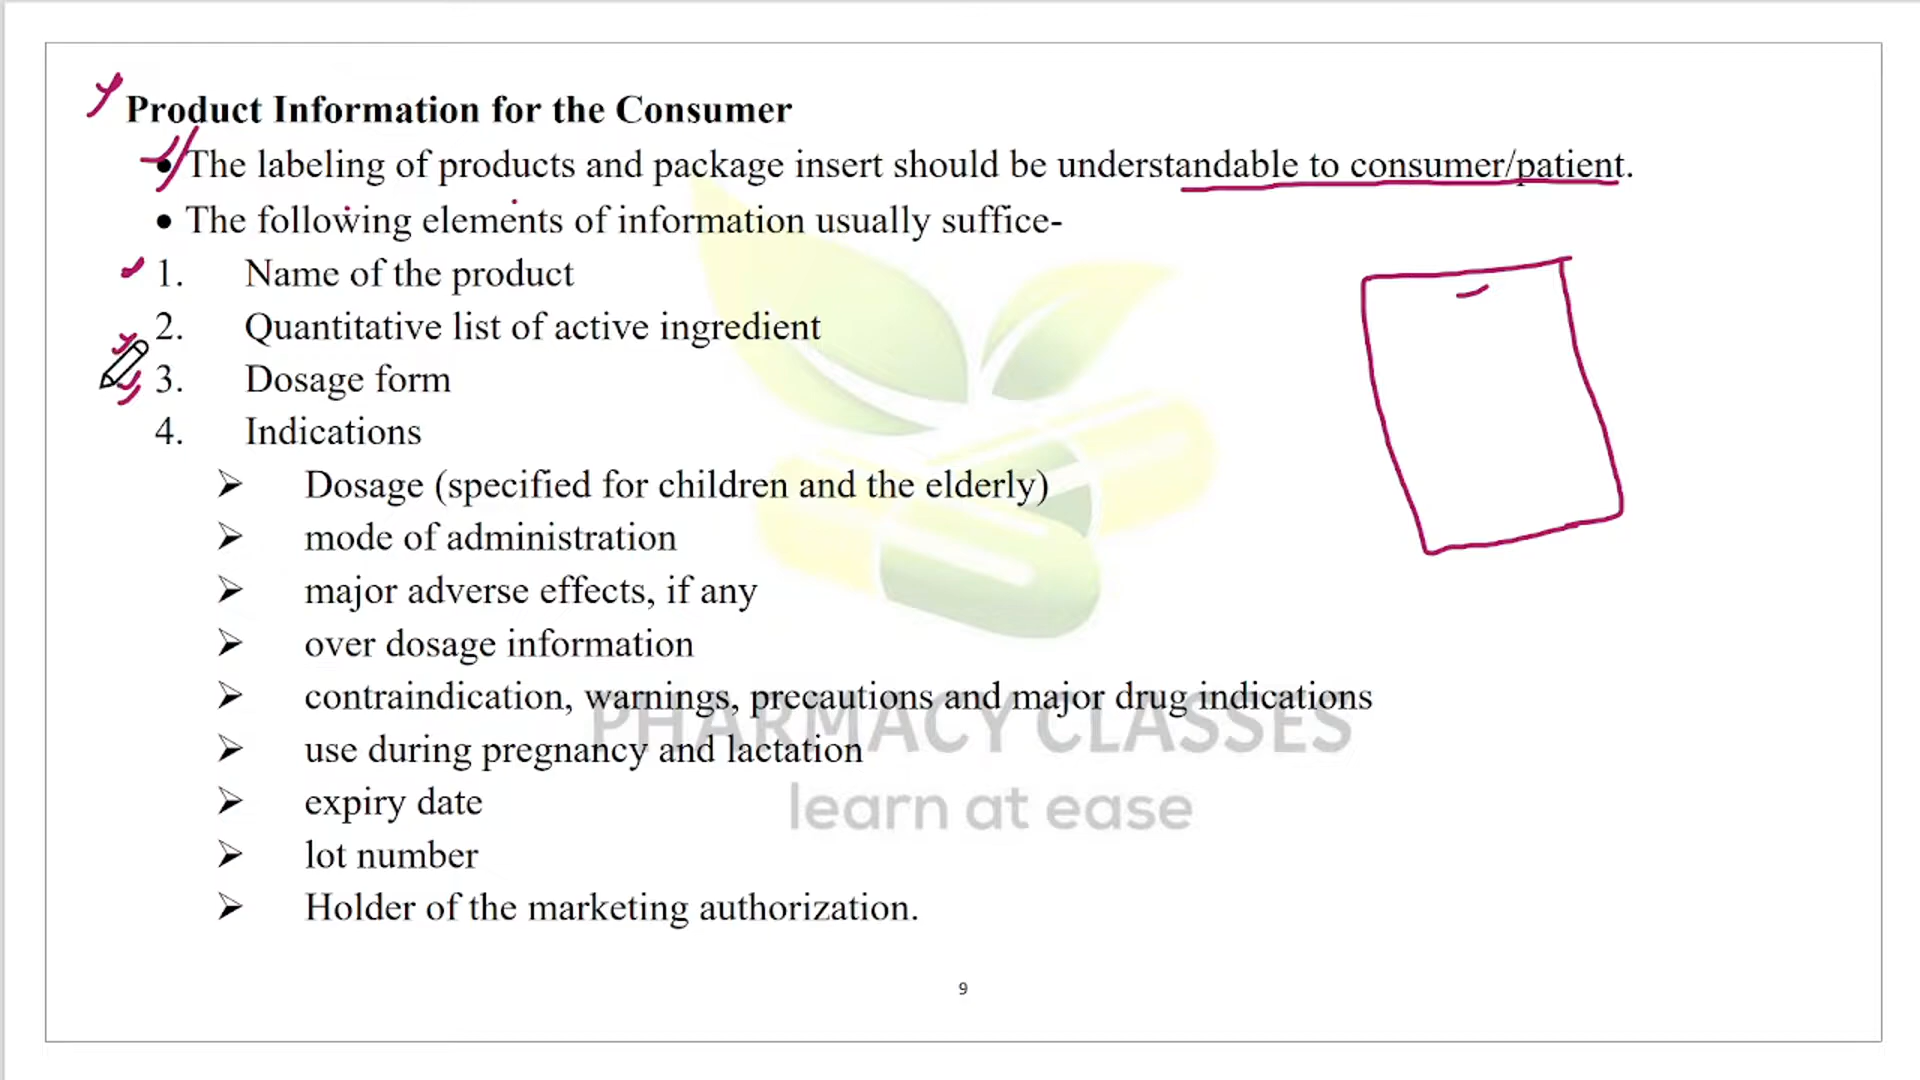 Product Information for the Consumer
• The labeling of products and package insert should be understandable to consumer/patient.
• The following elements of information usually suffice-
1. Name of the product
2. Quantitative list of active ingredient
3. Dosage form
4. Indications
➢ Dosage (specified for children and the elderly)
➢ mode of administration
➢ major adverse effects, if any
➢ over dosage information
➢ contraindication, warnings, precautions and major drug indications
PHARMACY CLASSES
➢ use during pregnancy and lactation
➢ expiry date
learn at ease
➢ lot number
➢ Holder of the marketing authorization.
9